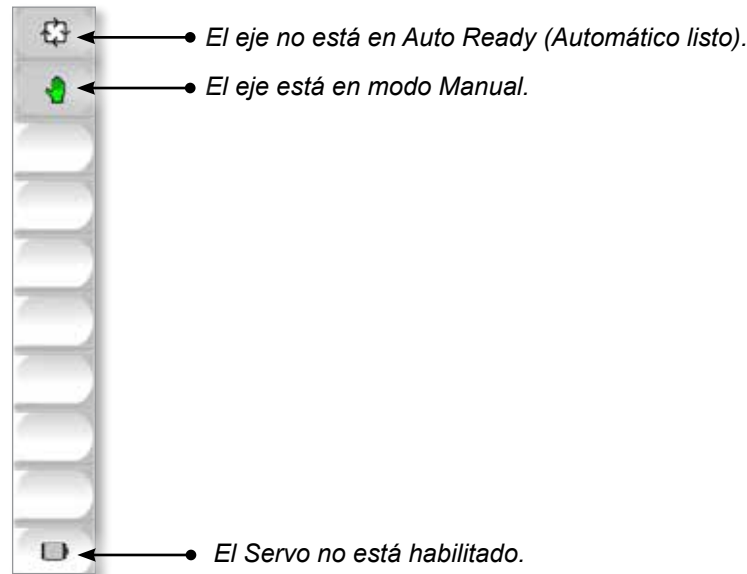 El eje no está en Auto Ready (Automático listo).
El eje está en modo Manual.
El Servo no está habilitado.